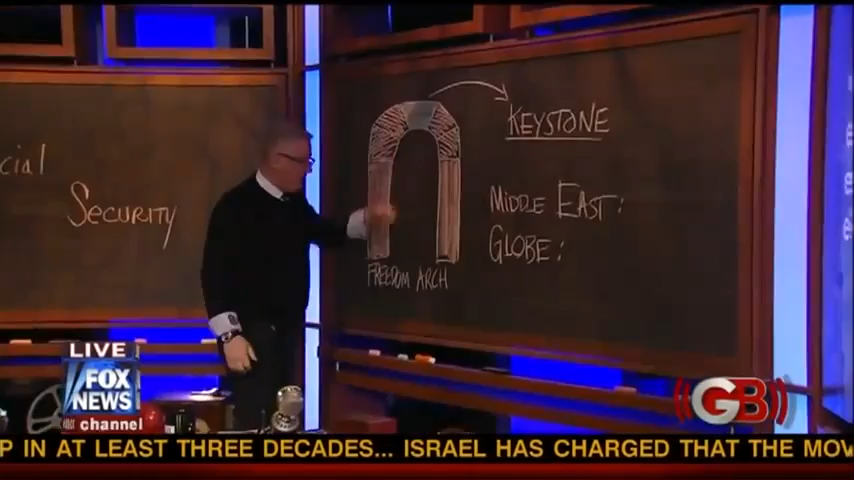 cial
Security
KEYSTONE
MIDDLE EAST:
GLOBE:
FREEDOM ARCH
LIVE
FOX
NEWS
channel
GB
P IN AT LEAST THREE DECADES... ISRAEL HAS CHARGED THAT THE MOV